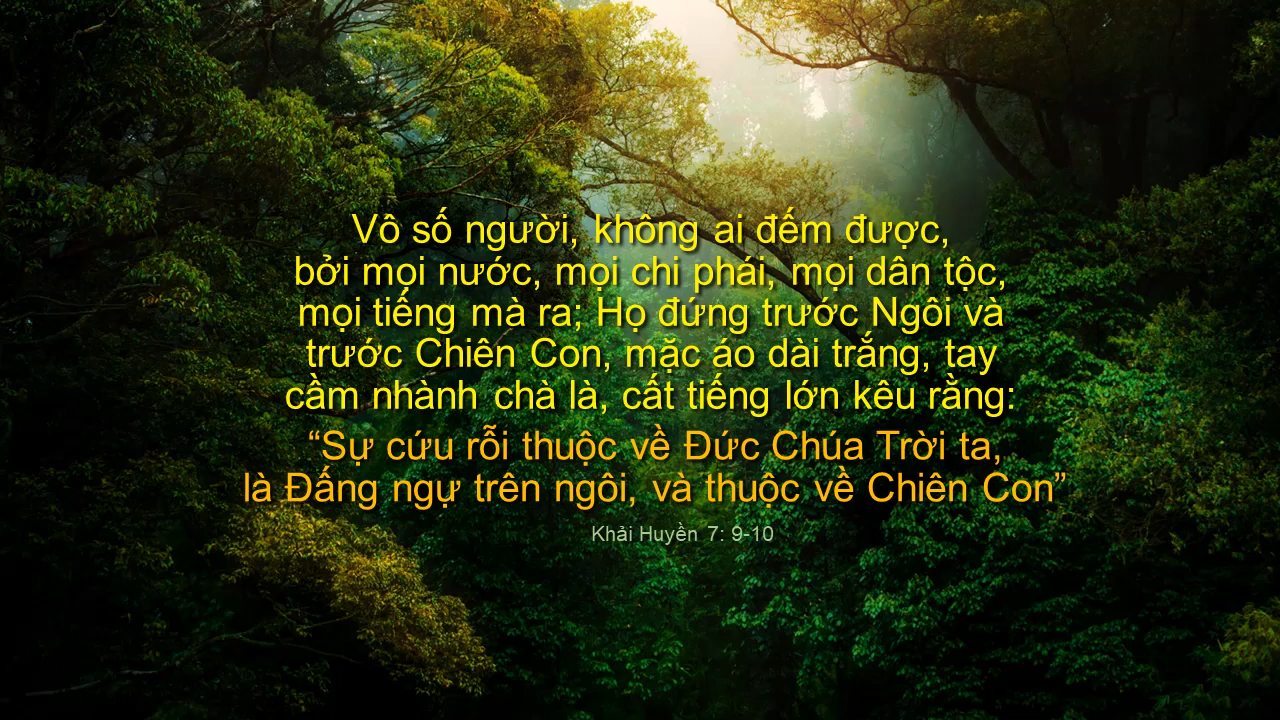 Vô số người, không ai đếm được,
bởi mọi nước, mọi chi phái, mọi dân tộc,
mọi tiếng mà ra; Họ đứng trước Ngôi và
trước Chiên Con, mặc áo dài trắng, tay
cầm nhành chà là, cất tiếng lớn kêu rằng:
“Sự cứu rỗi thuộc về Đức Chúa Trời ta,
là Đấng ngự trên ngôi, và thuộc về Chiên Con”
Khải Huyền 7: 9-10